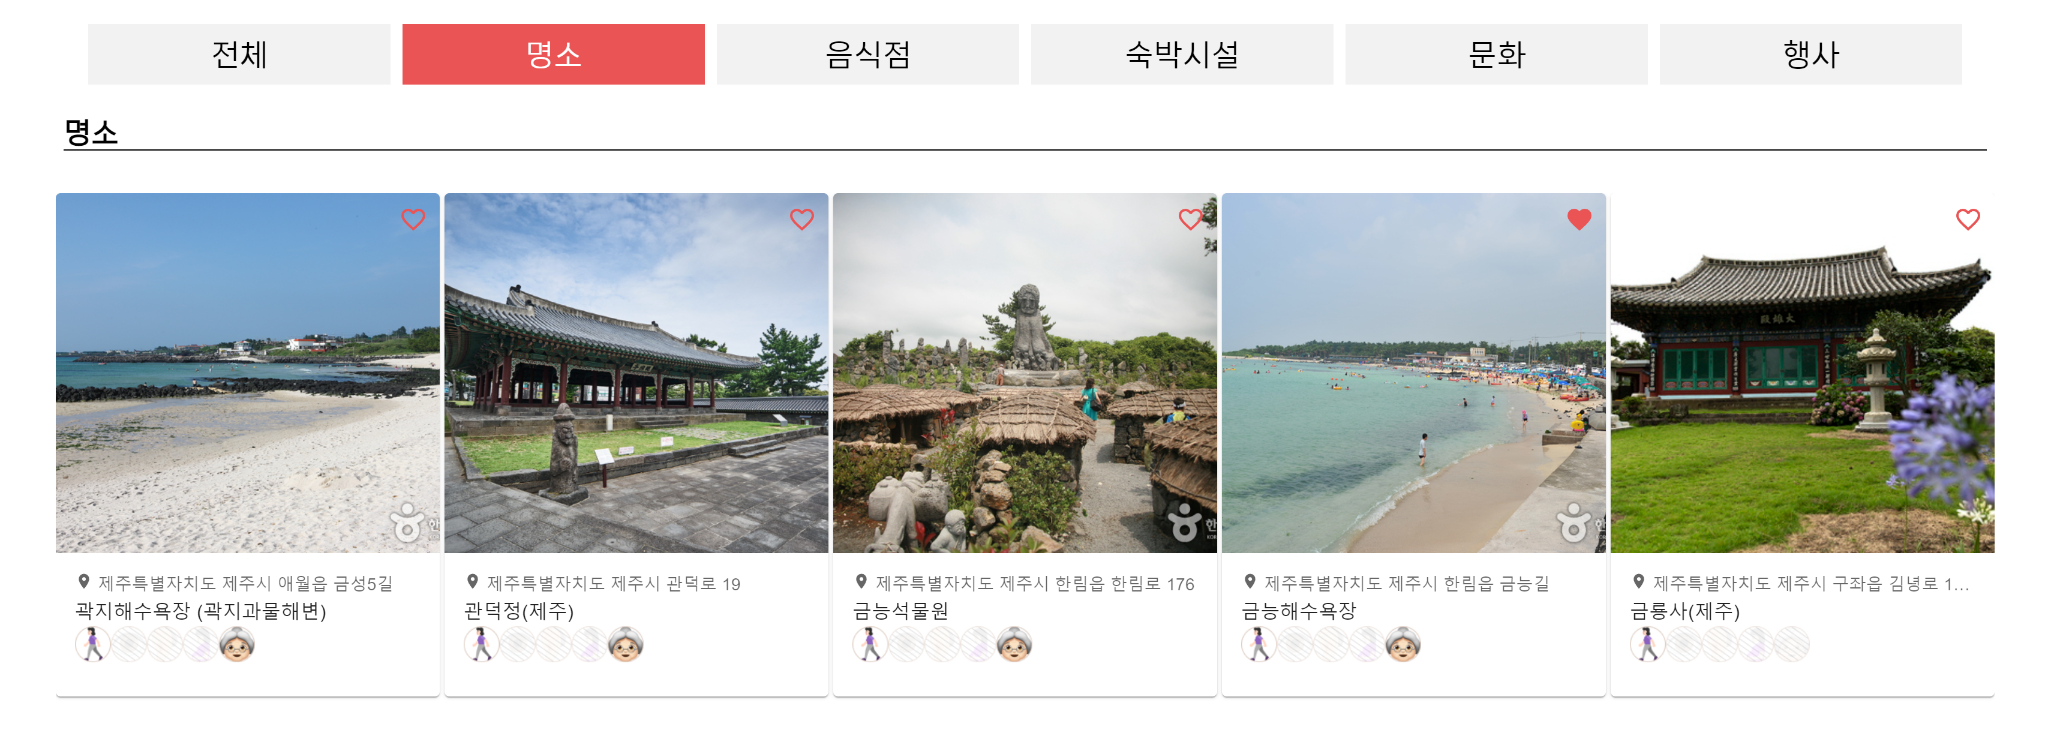 전체
명소
음식점
숙박시설
문화
행사
명소
제주특별자치도 제주시 애월읍 금성5길
곽지해수욕장 (곽지과물해변)
제주특별자치도 제주시 관덕로 19
관덕정(제주)
제주특별자치도 제주시 한림읍 한림로 176
금능석물원
제주특별자치도 제주시 한림읍 금능길
금능해수욕장
大雄殿
제주특별자치도 제주시 구좌읍 김녕로 1...
금룡사(제주)